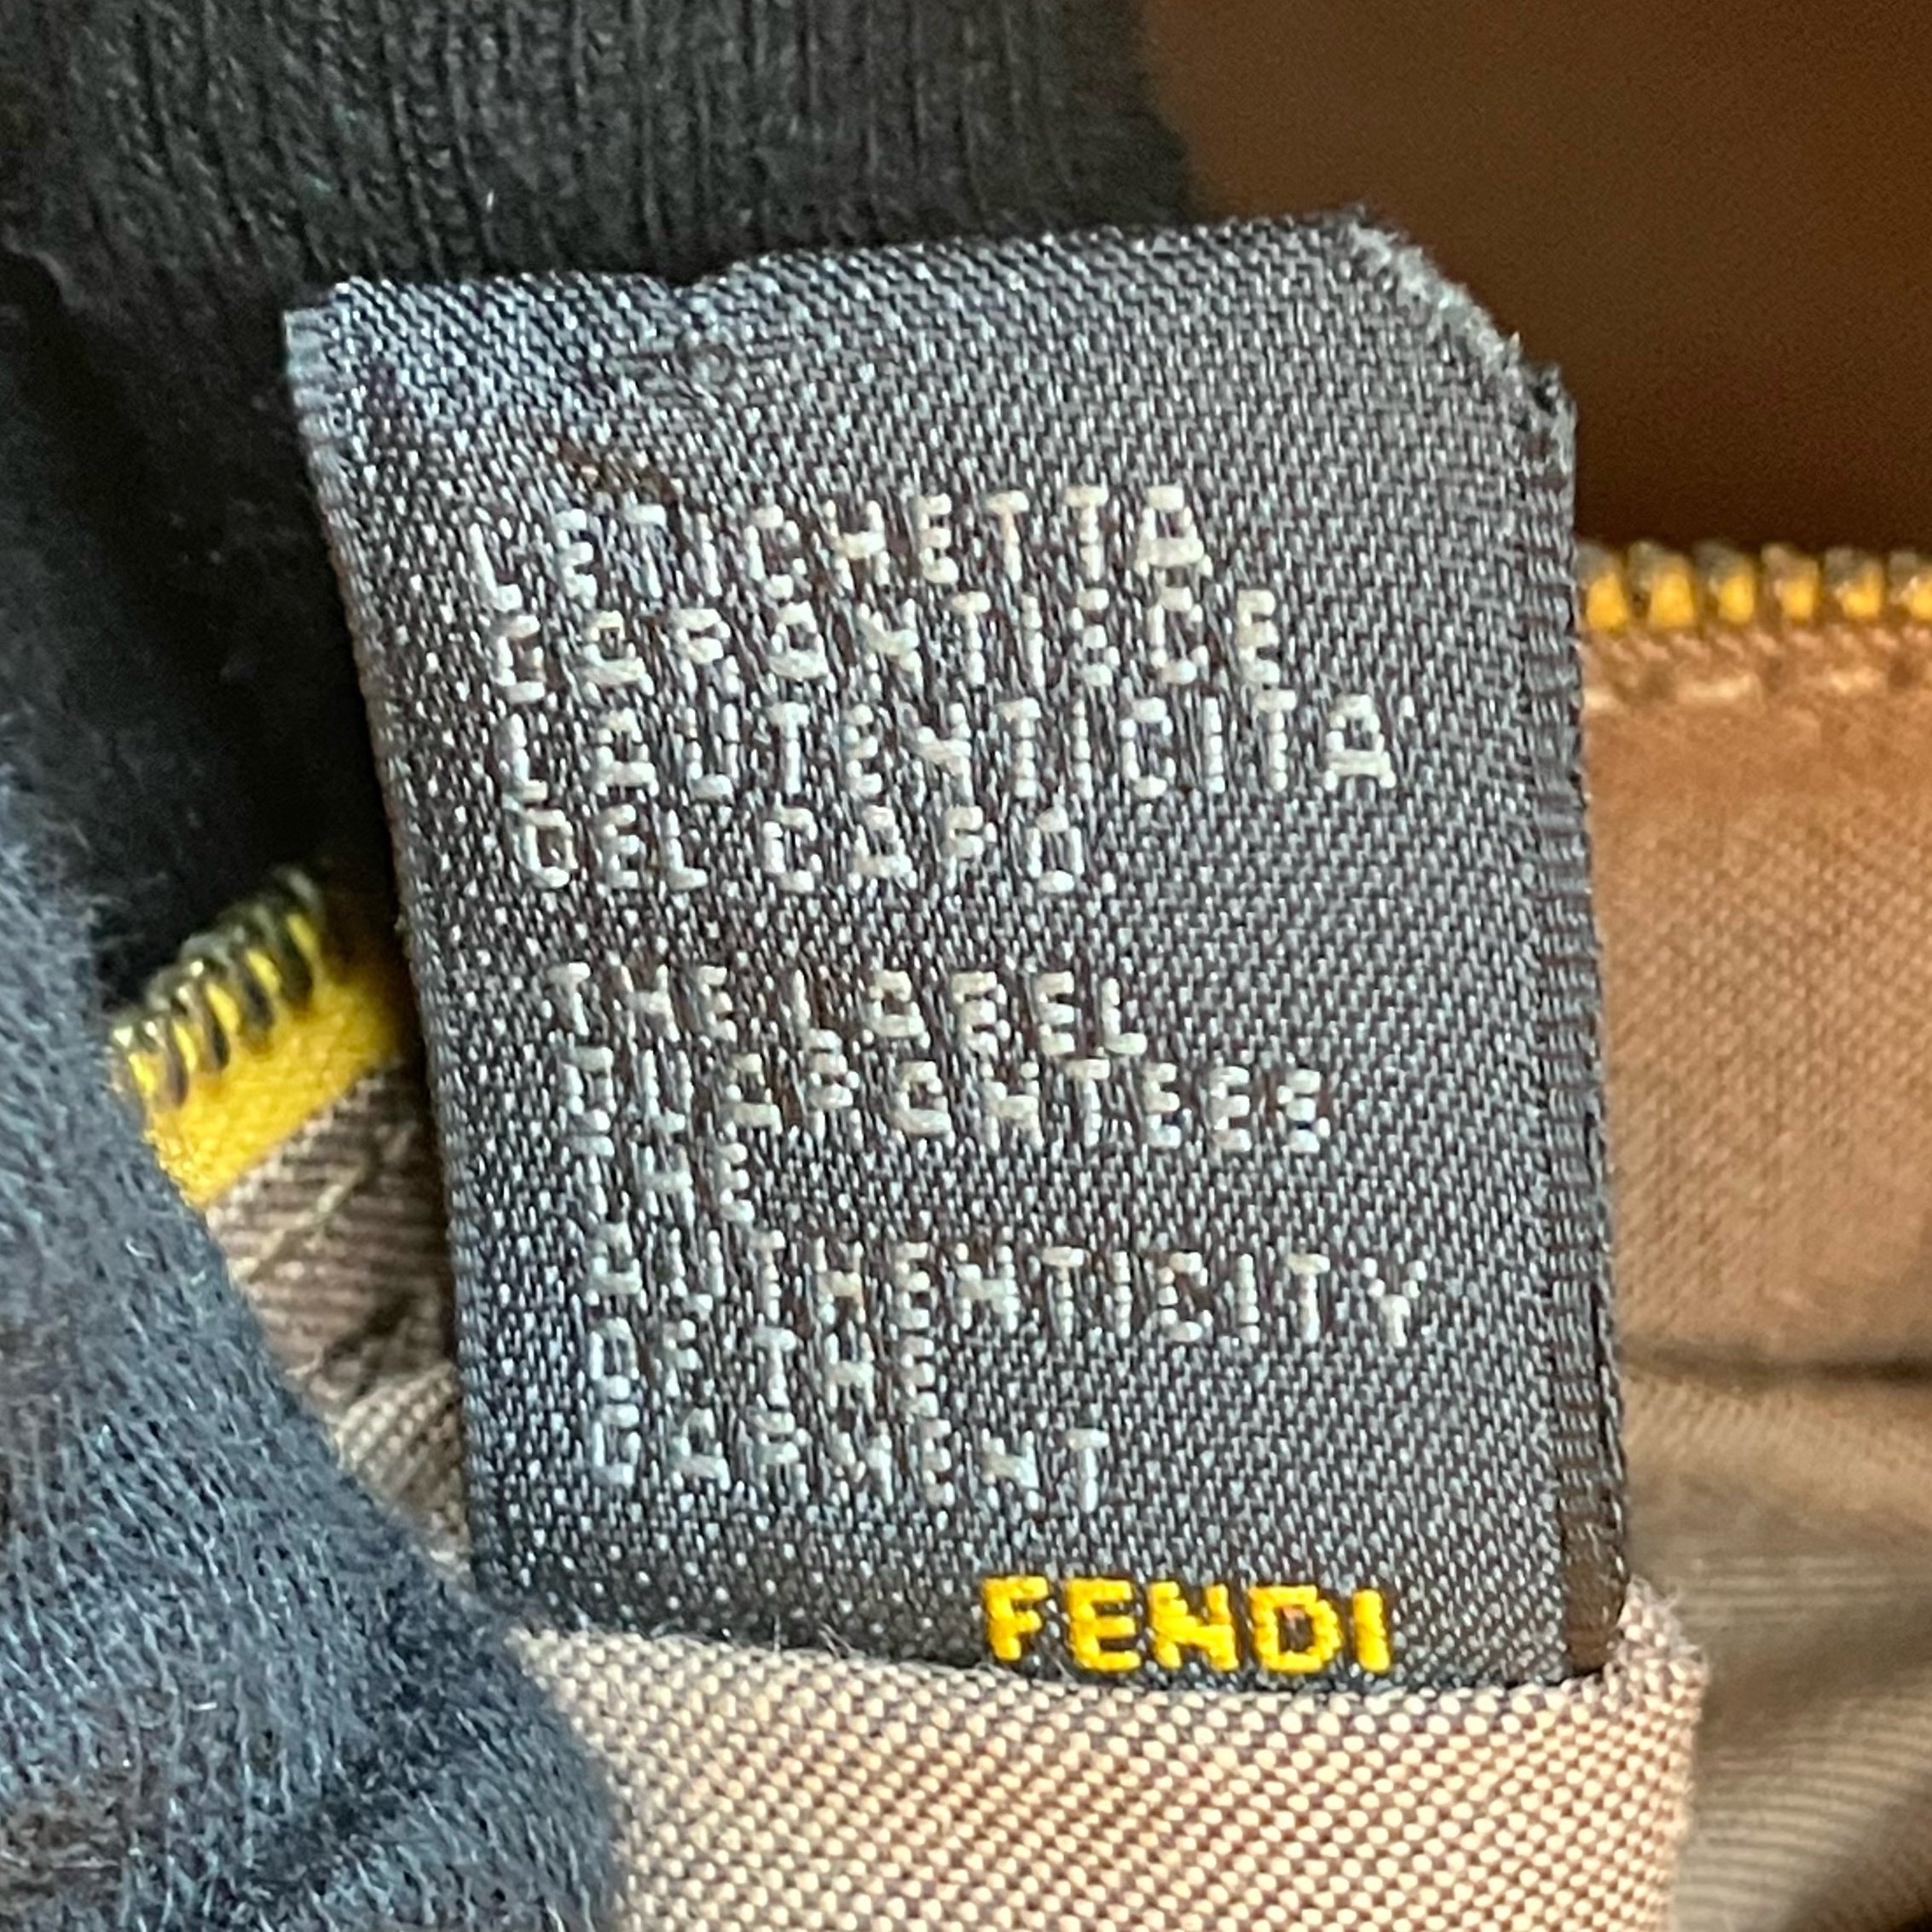 L'ETICHETTA
GARANTISCE
L'AUTENTICITA'
DEL CAPO.
THE LABEL
GUARANTEES
THE
AUTHENTICITY
OF THE
GARMENT
FENDI